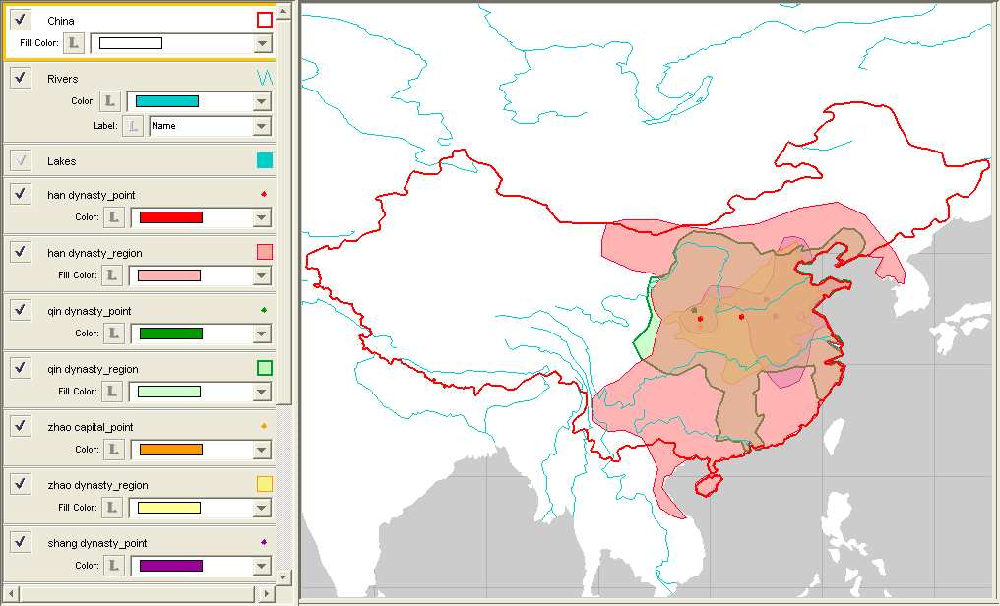 China
Fill Color: L
Rivers
Color: L
Label: L Name
Lakes
han dynasty_point
Color: L
han dynasty_region
Fill Color: L
qin dynasty_point
Color: L
qin dynasty_region
Fill Color: L
zhao capital_point
Color: L
zhao dynasty_region
Fill Color: L
shang dynasty_point
Color: L